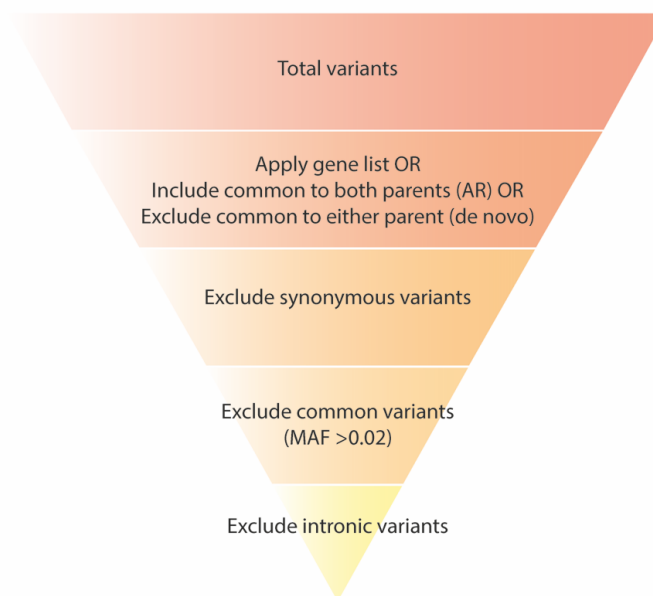 Total variants
Apply gene list OR
Include common to both parents (AR) OR
Exclude common to either parent (de novo)
Exclude synonymous variants
Exclude common variants
(MAF >0.02)
Exclude intronic variants